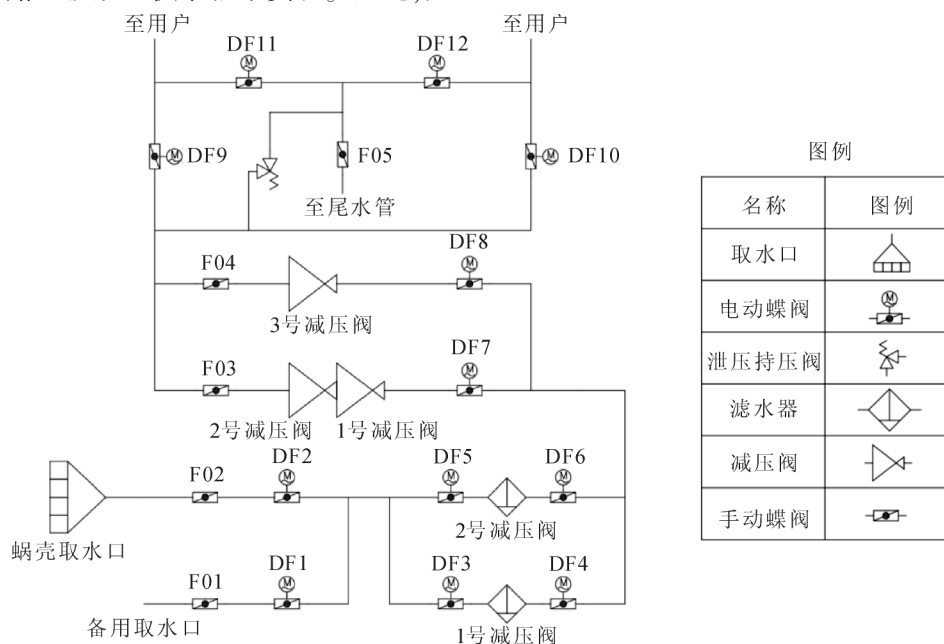 至用户
至用户
DF11
DF12
DF9
F05
DF10
至尾水管
DF8
F04
3号减压阀
DF7
F03
2号减压阀
1号减压阀
DF2
DF5
DF6
F02
2号减压阀
蜗壳取水口
DF1
DF3
DF4
F01
备用取水口
1号减压阀
图例
名称
图例
取水口
电动蝶阀
泄压持压阀
滤水器
减压阀
手动蝶阀